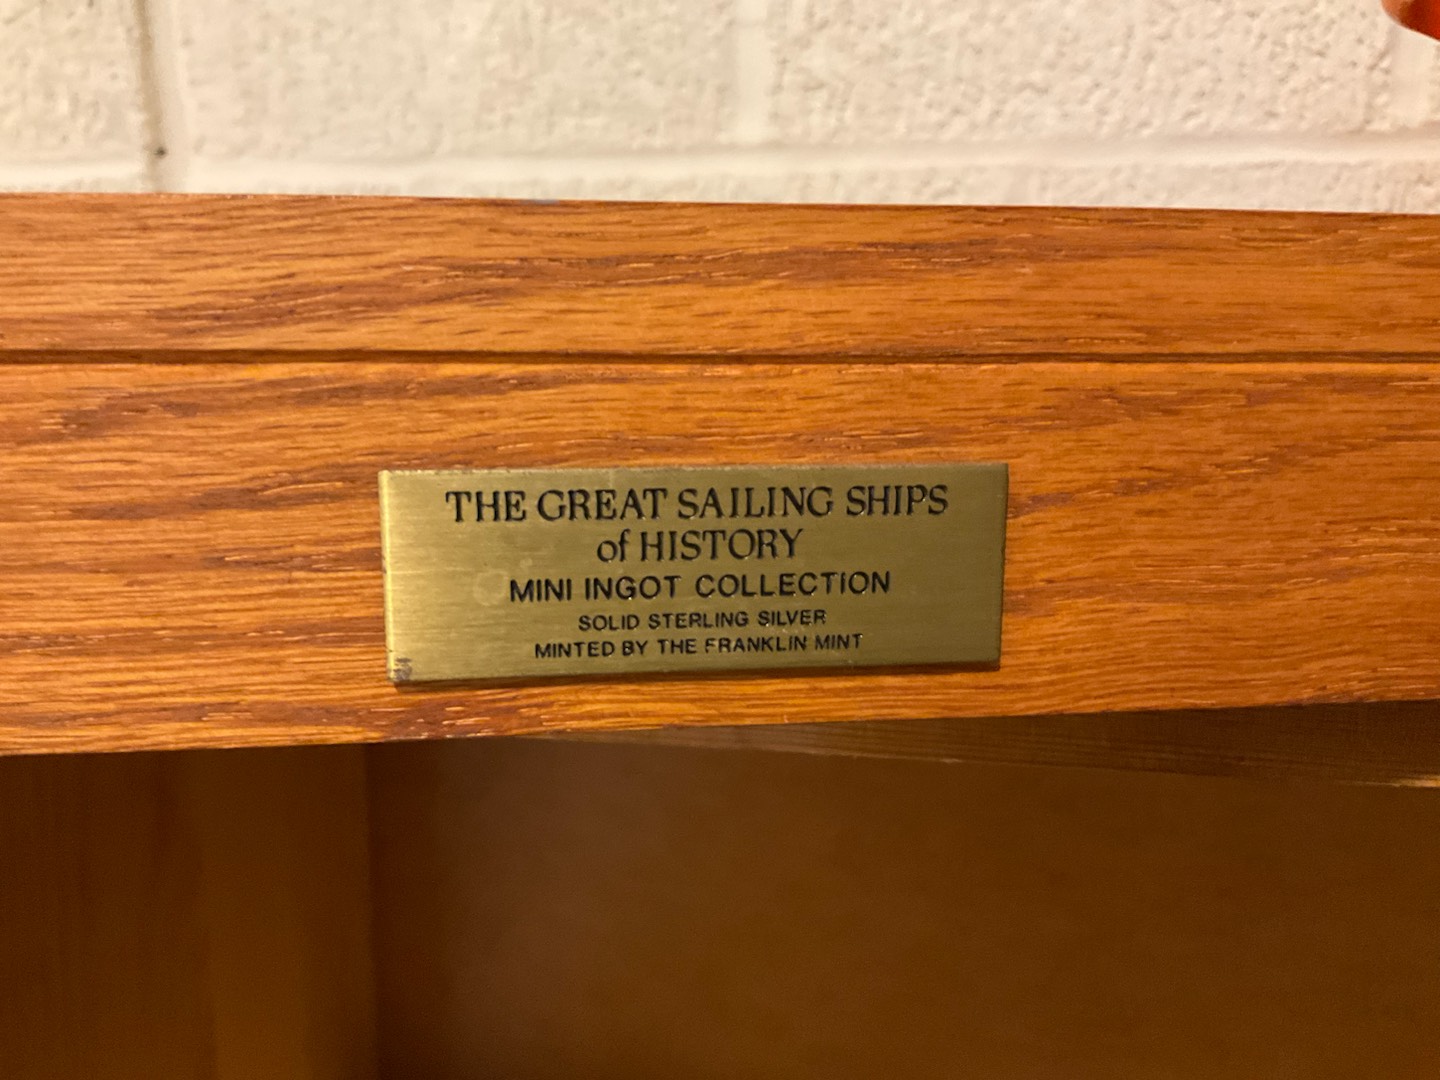 THE GREAT SAILING SHIPS
of HISTORY
MINI INGOT COLLECTION
SOLID STERLING SILVER
MINTED BY THE FRANKLIN MINT